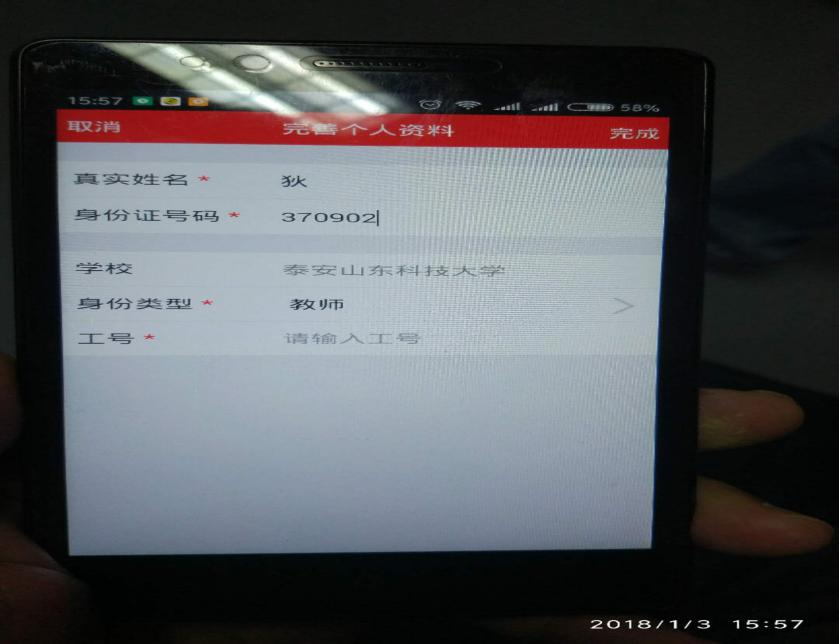 15:57 58%
取消 完善个人资料 完成
真实姓名 * 狄
身份证号码 * 370902
学校 泰安山东科技大学
身份类型 * 教师
工号 * 请输入工号
2018/1/3 15:57